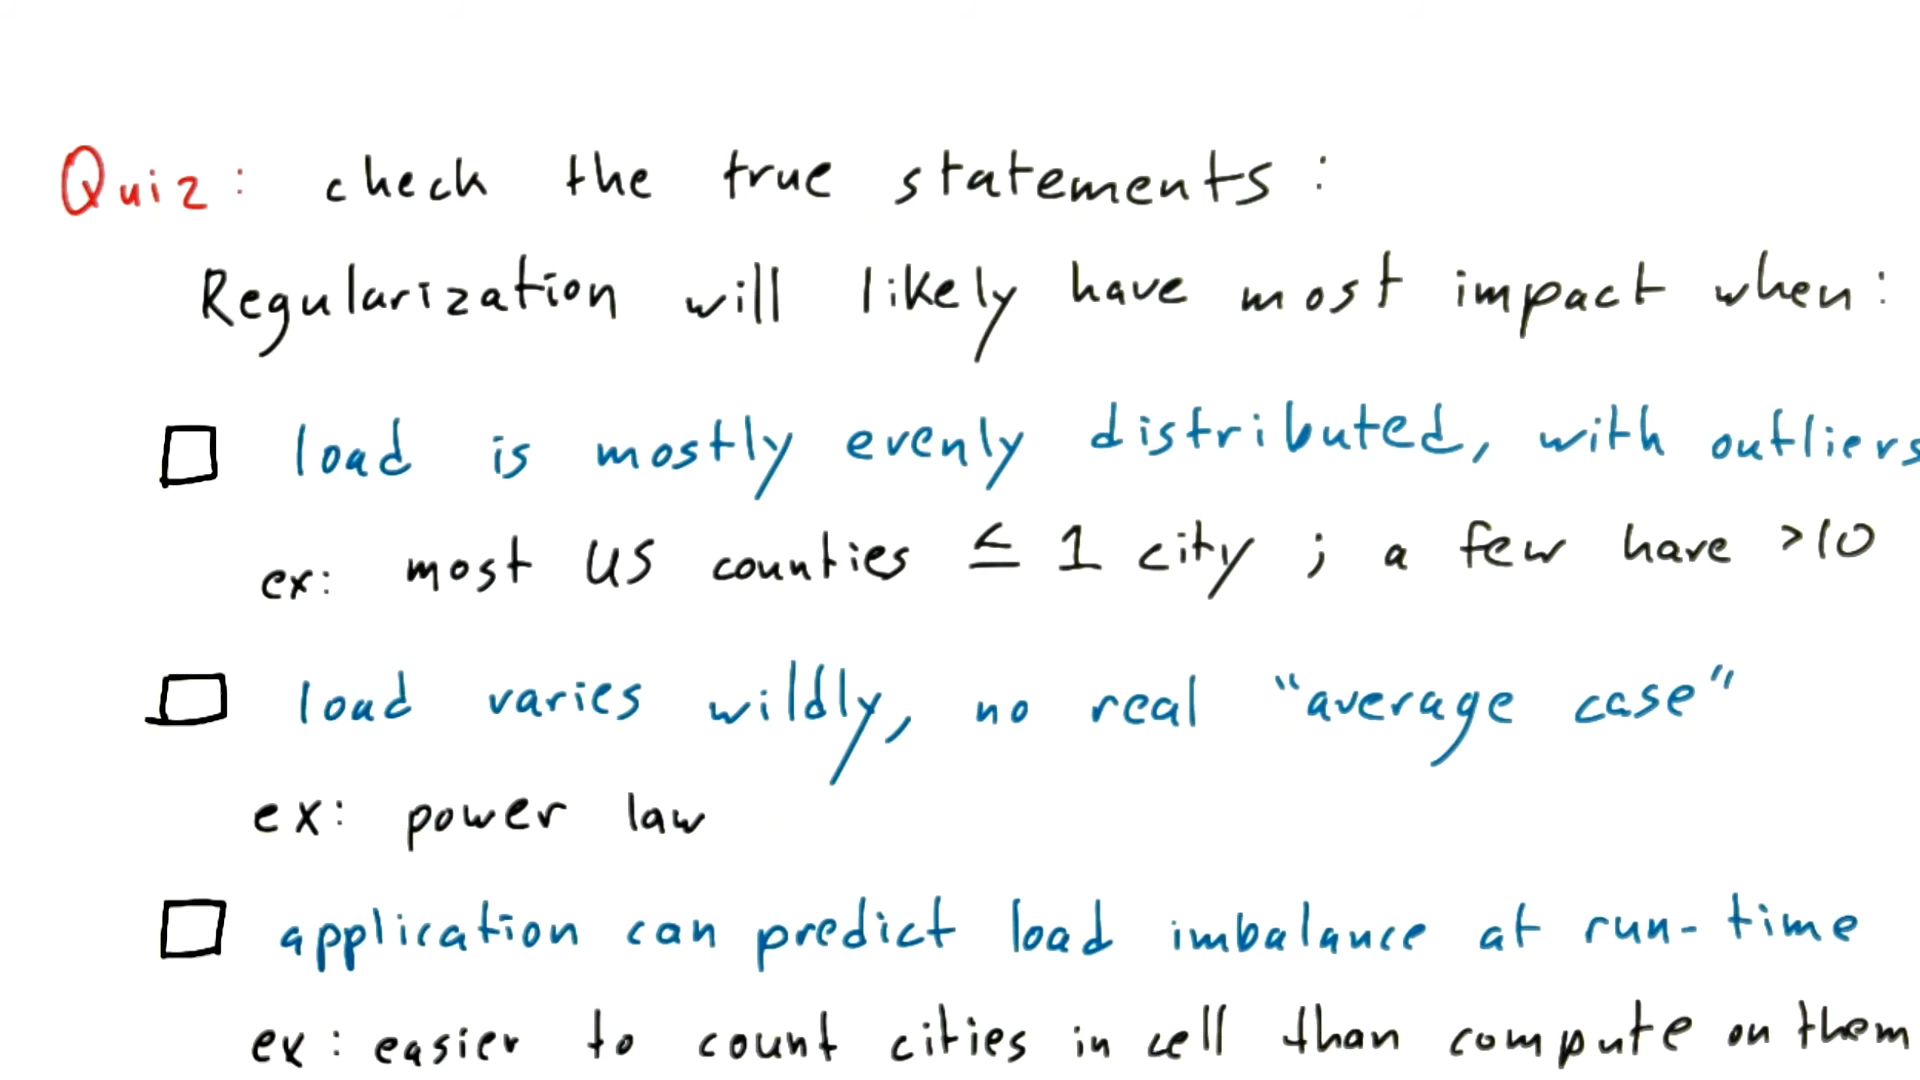 Quiz: check the true statements:
Regularization will likely have most impact when:
load is mostly evenly distributed, with outliers
ex: most US counties ≤ 1 city ; a few have >10
load varies wildly, no real "average case"
ex: power law
application can predict load imbalance at run-time
ex: easier to count cities in cell than compute on them